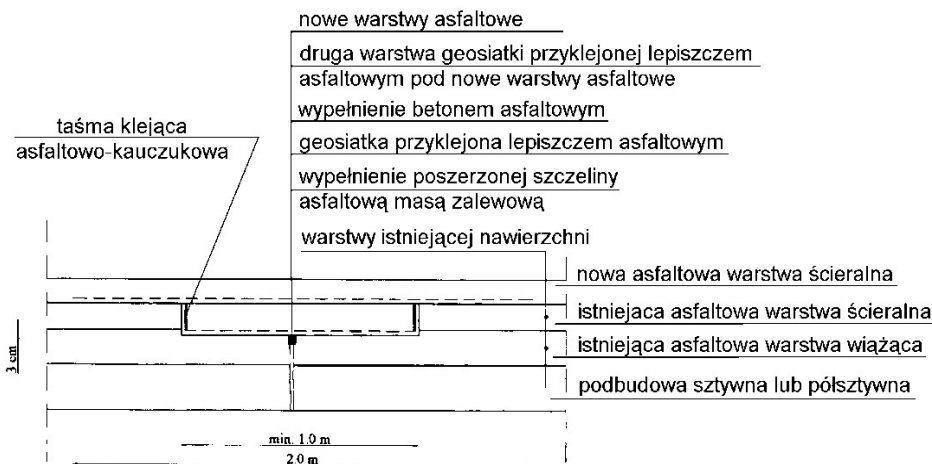 nowe warstwy asfaltowe
druga warstwa geosiatki przyklejonej lepiszczem
asfaltowym pod nowe warstwy asfaltowe
wypełnienie betonem asfaltowym
taśma klejąca
asfaltowo-kauczukowa
geosiatka przyklejona lepiszczem asfaltowym
wypełnienie poszerzonej szczeliny
asfaltową masą zalewową
warstwy istniejącej nawierzchni
nowa asfaltowa warstwa ścieralna
istniejaca asfaltowa warstwa ścieralna
istniejąca asfaltowa warstwa wiążąca
podbudowa sztywna lub półsztywna
3 cm
min. 1.0 m
2.0 m